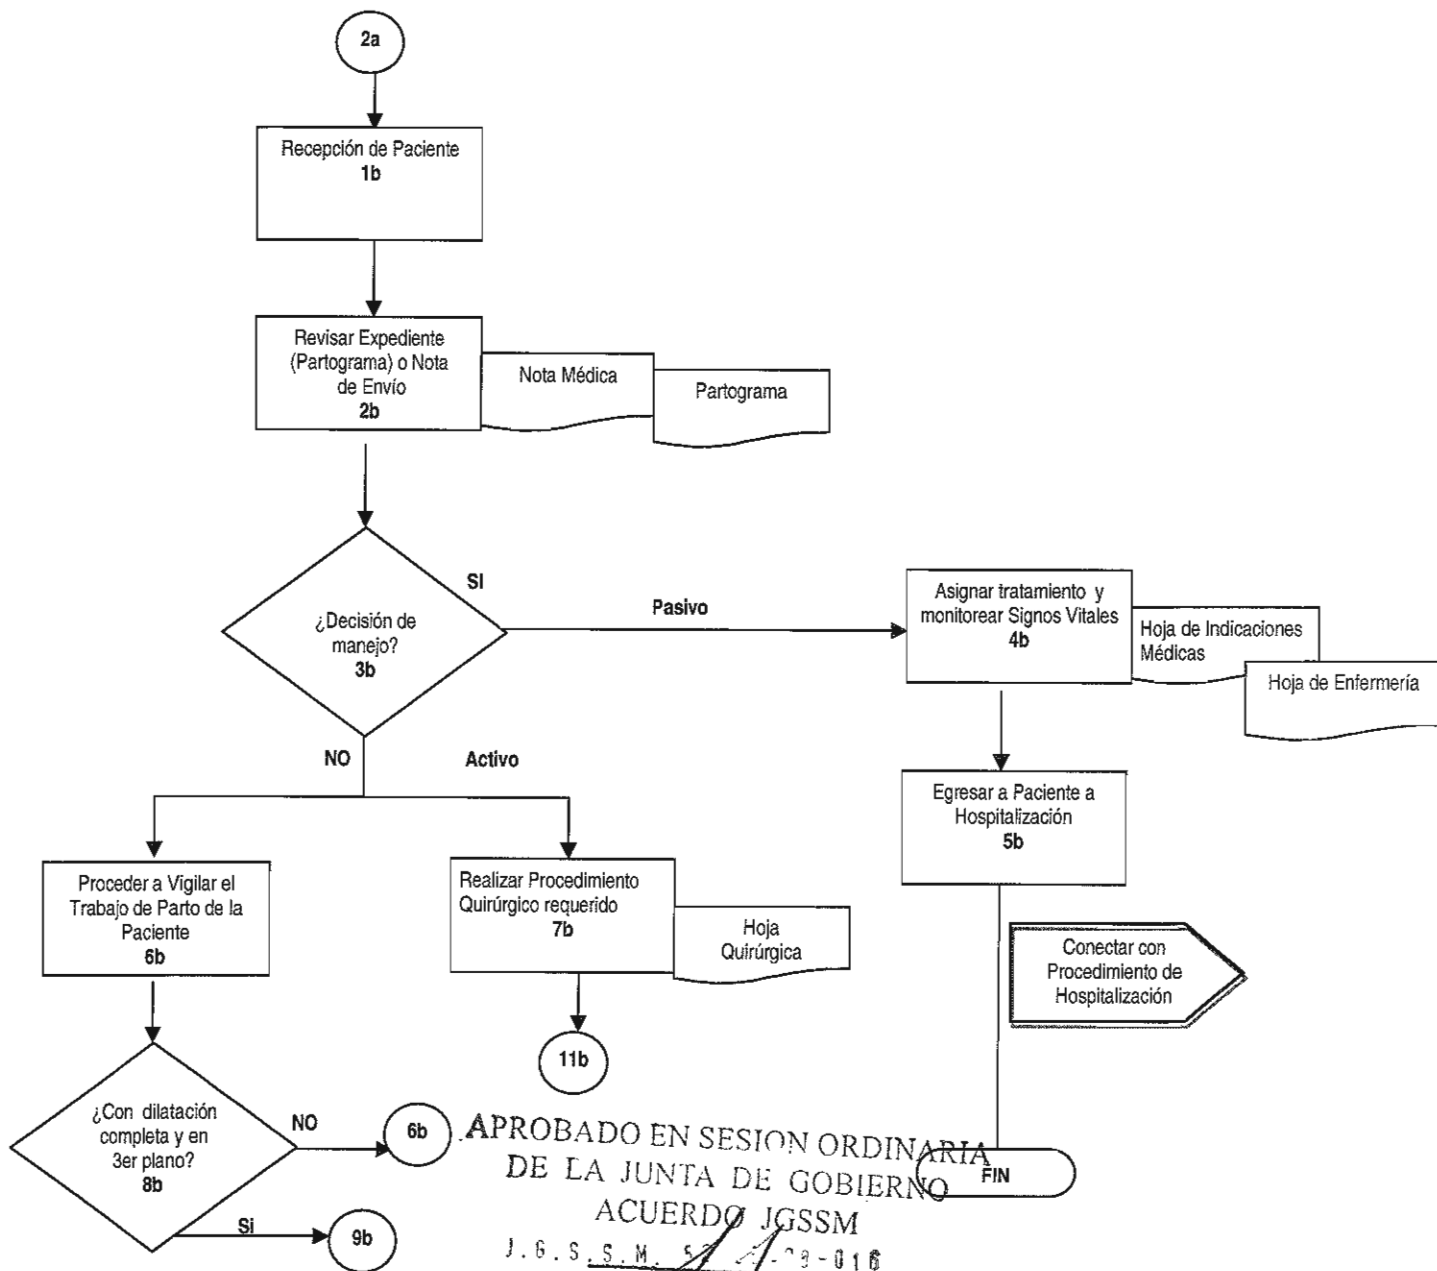 2a
Recepción de Paciente
1b
Revisar Expediente
(Partograma) o Nota
de Envío
2b
Nota Médica
Partograma
¿Decisión de
manejo?
3b
SI
Pasivo
Asignar tratamiento y
monitorear Signos Vitales
4b
Hoja de Indicaciones
Médicas
Hoja de Enfermería
NO
Activo
Egresar a Paciente a
Hospitalización
5b
Proceder a Vigilar el
Trabajo de Parto de la
Paciente
6b
Realizar Procedimiento
Quirúrgico requerido
7b
Hoja
Quirúrgica
Conectar con
Procedimiento de
Hospitalización
11b
¿Con dilatación
completa y en
3er plano?
8b
NO
6b
Si
9b
FIN
APROBADO EN SESION ORDINARIA
DE LA JUNTA DE GOBIERNO
ACUERDO JGSSM
J.G.S.S.M.